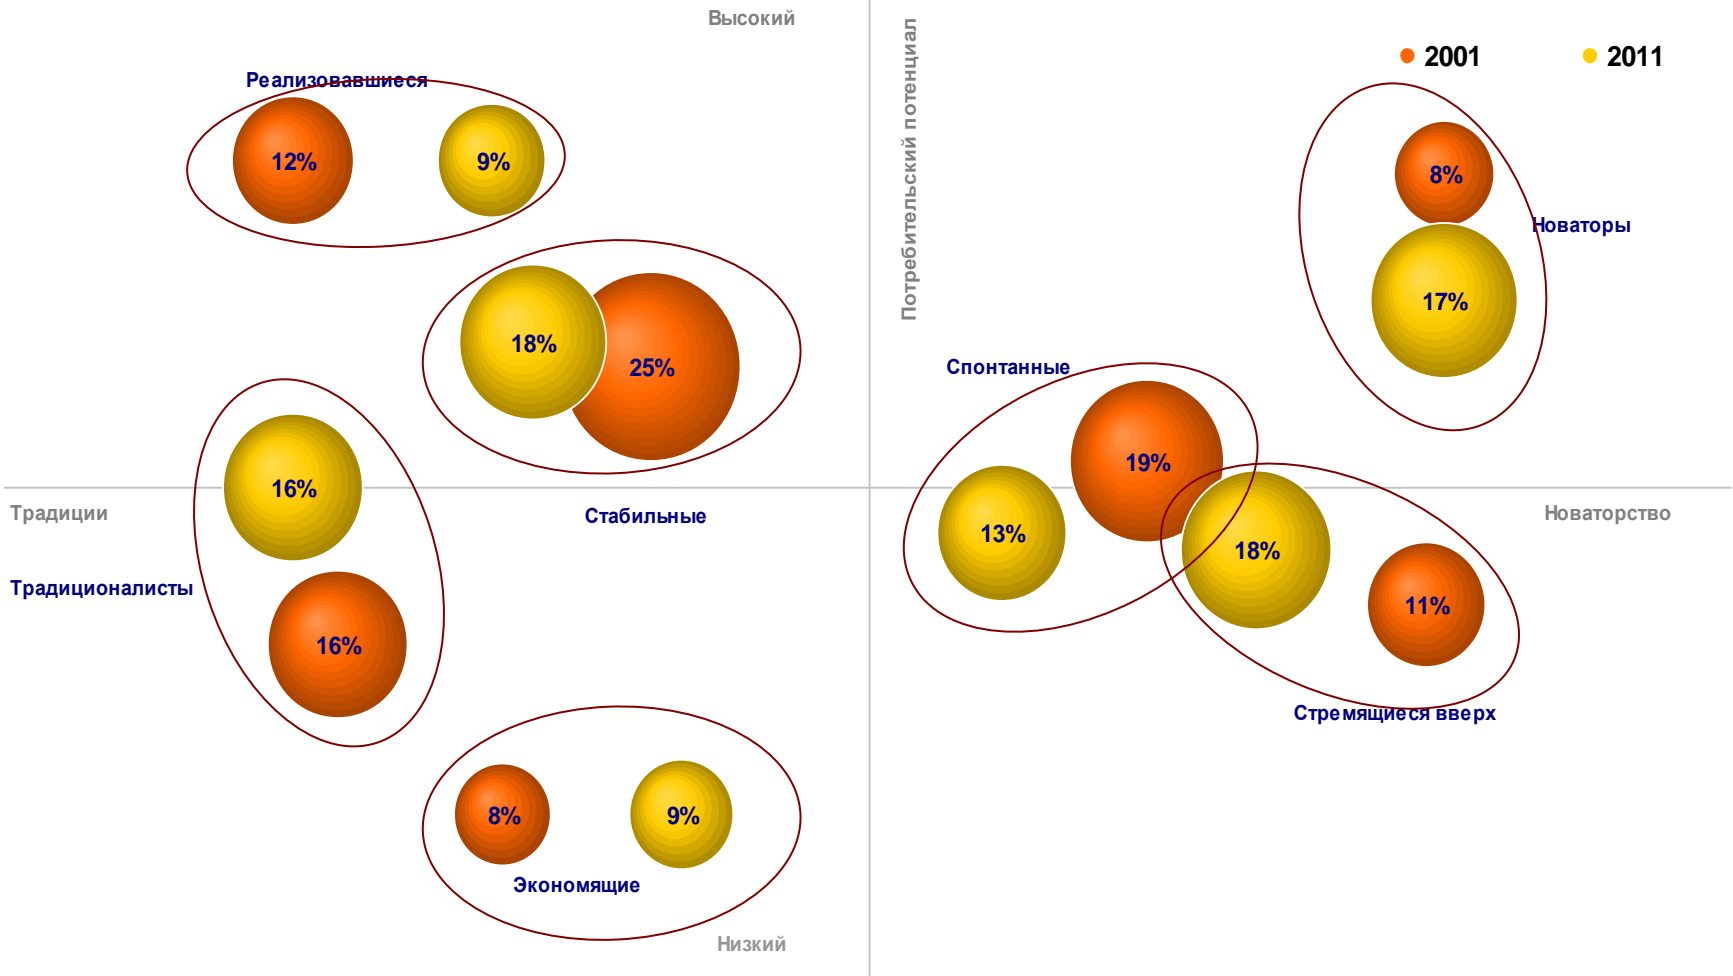 Высокий
Потребительский потенциал
2001
2011
Реализовавшиеся
12%
9%
8%
Новаторы
17%
18%
25%
Спонтанные
19%
16%
Традиции
Стабильные
Новаторство
13%
18%
Традиционалисты
11%
16%
Стремящиеся вверх
8%
9%
Экономящие
Низкий